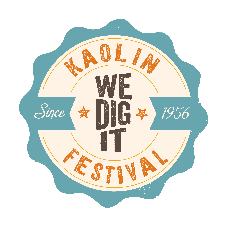 KAOLIN
WE
DIG
IT
Since 1956
FESTIVAL